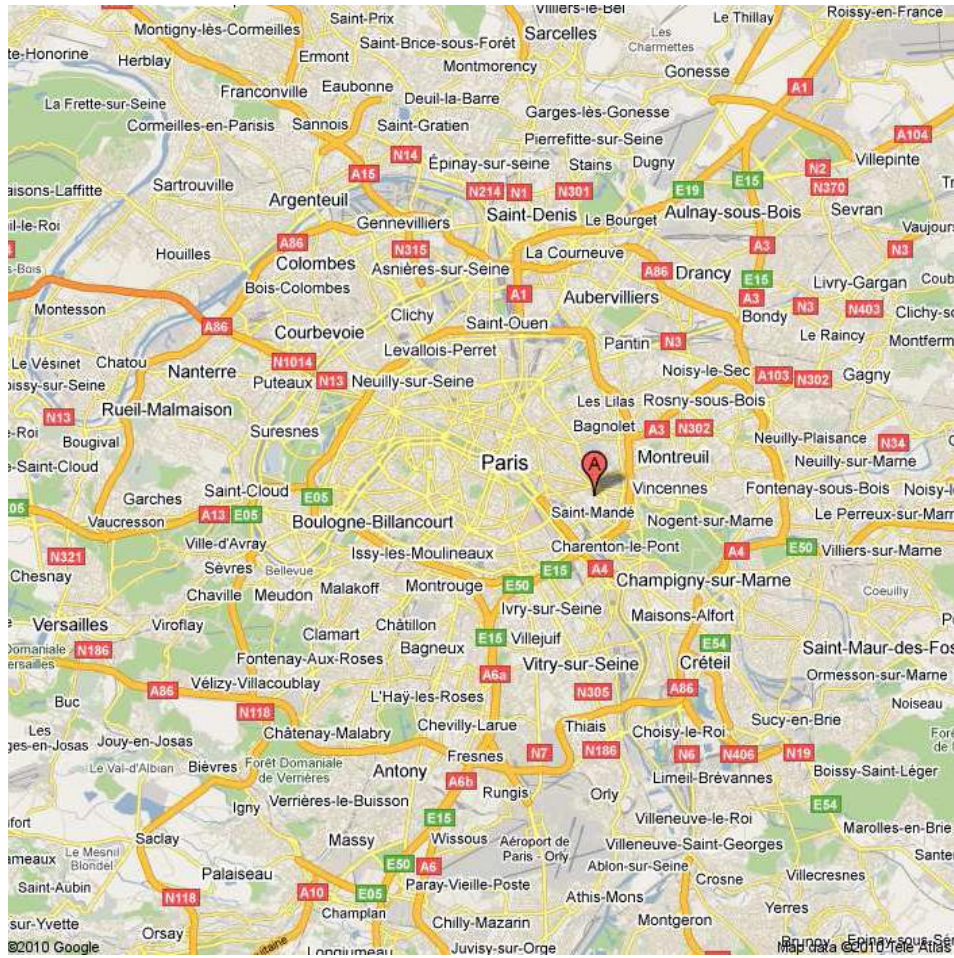 Saint-Prix
Villiers-le-Bel
Le Thillay
Roissy-en-France
Montigny-lès-Cormeilles
Saint-Brice-sous-Forêt
Sarcelles
Les Charmettes
Ermont
Herblay
Montmorency
Gonesse
Eaubonne
Franconville
Deuil-la-Barre
A1
La Frette-sur-Seine
Garges-lès-Gonesse
Cormeilles-en-Parisis
Sannois
Saint-Gratien
Pierrefitte-sur-Seine
A104
N14
Épinay-sur-seine
Stains
Dugny
N2
Villepinte
A15
E15
Sartrouville
N214
N1
N301
E19
N370
Argenteuil
Saint-Denis
Le Bourget
Aulnay-sous-Bois
Sevran
Gennevilliers
A86
N315
La Courneuve
A3
N3
Houilles
Colombes
Asnières-sur-Seine
A86
Drancy
E15
Livry-Gargan
Bois-Colombes
A1
Aubervilliers
A3
N3
N403
Montesson
Clichy
Bondy
A86
Courbevoie
Saint-Ouen
Le Raincy
Pantin
N3
Levallois-Perret
Le Vésinet
Chatou
N1014
Nanterre
Puteaux
N13
Neuilly-sur-Seine
Noisy-le-Sec
A103
N302
Gagny
Les Lilas
Rosny-sous-Bois
N13
Rueil-Malmaison
Bagnolet
A3
N302
Suresnes
Bougival
Neuilly-Plaisance
N34
Paris
A
Montreuil
Neuilly-sur-Marne
Saint-Cloud
Vincennes
Fontenay-sous-Bois
Garches
E05
Saint-Mandé
A13
E05
Vaucresson
Boulogne-Billancourt
Nogent-sur-Marne
Ville-d'Avray
Issy-les-Moulineaux
Charenton-le-Pont
A4
E50
Villiers-sur-Marne
N321
Sèvres
Bellevue
E15
A4
Chesnay
Chaville
Meudon
Malakoff
Montrouge
E50
Champigny-sur-Marne
Coeuilly
Ivry-sur-Seine
Maisons-Alfort
Versailles
Viroflay
Châtillon
Clamart
E15
Villejuif
E54
N186
Bagneux
Saint-Maur-des-Fos
Fontenay-Aux-Roses
Vitry-sur-Seine
Créteil
A6a
Ormesson-sur-Marne
A86
Vélizy-Villacoublay
N305
A86
Buc
L'Haÿ-les-Roses
Noiseau
N118
Chevilly-Larue
Thiais
Sucy-en-Brie
Les
Châtenay-Malabry
Choisy-le-Roi
Jouy-en-Josas
Fresnes
N7
N186
N6
N406
N19
Le Val-d'Albian
Bièvres
Forêt Domaniale
de Verrières
Antony
A6b
Limeil-Brévannes
Boissy-Saint-Léger
Rungis
Orly
Igny
Verrières-le-Buisson
E54
E15
Villeneuve-le-Roi
Marolles-en-Brie
Saclay
Massy
Wissous
Aéroport de
Paris - Orly
Villeneuve-Saint-Georges
Le Mesnil
Blondel
E50
A6
Ablon-sur-Seine
Saint-Aubin
Palaiseau
Crosne
Villecresnes
N118
A10
E05
Paray-Vieille-Poste
Athis-Mons
Champlan
Yerres
Orsay
Chilly-Mazarin
Montgeron
©2010 Google
Longjumeau
Juvisy-sur-Orge
Map data ©2010 Tele Atlas